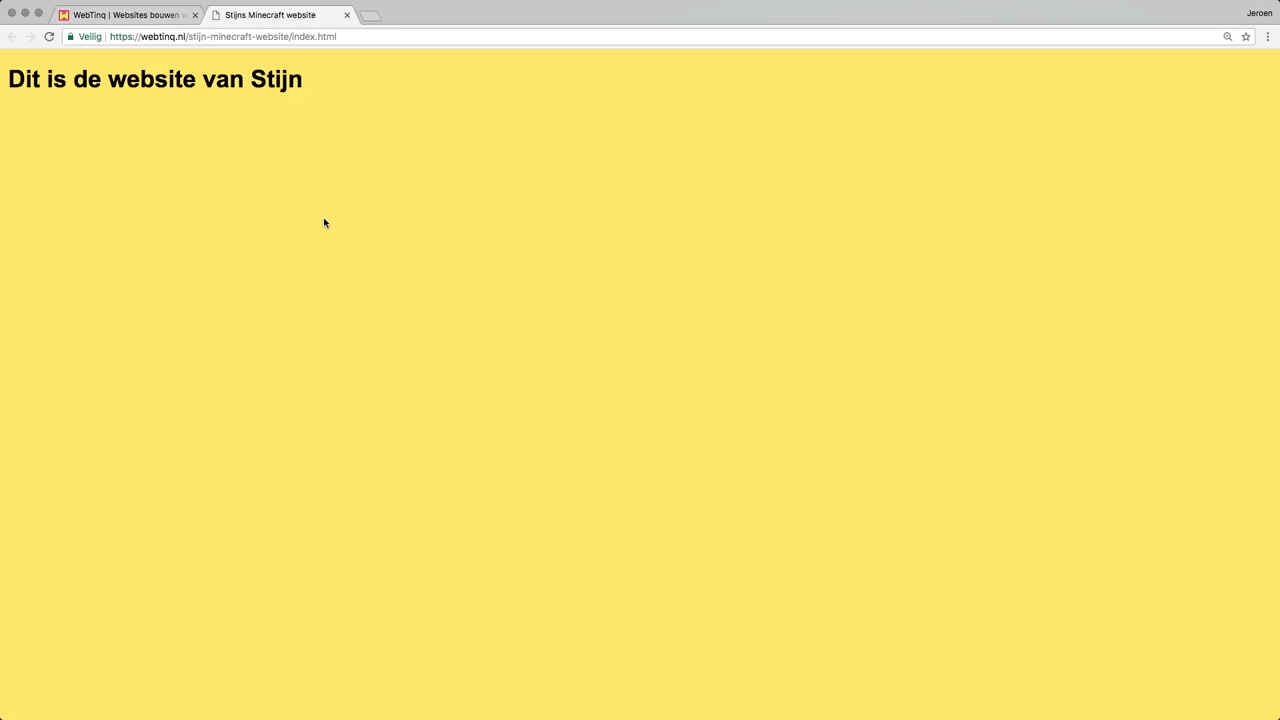 WebTinq | Websites bouwen
Stijns Minecraft website
Jeroen
Veilig
https://webtinq.nl/stijn-minecraft-website/index.html
Dit is de website van Stijn